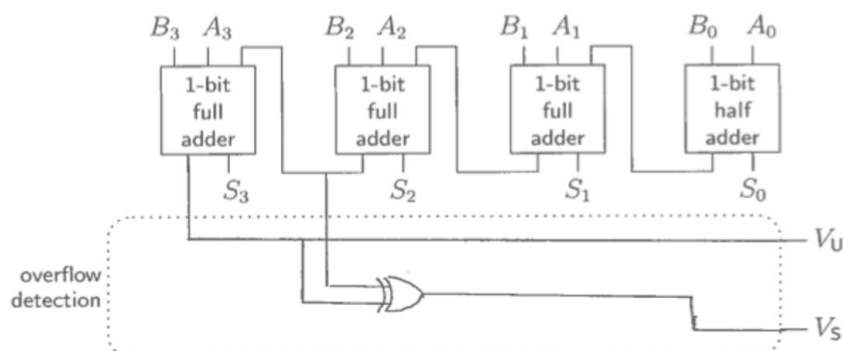 B3 A3 B2 A2 B1 A1 B0 A0
1-bit full adder
1-bit full adder
1-bit full adder
1-bit half adder
S3 S2 S1 S0
overflow detection
VU
VS